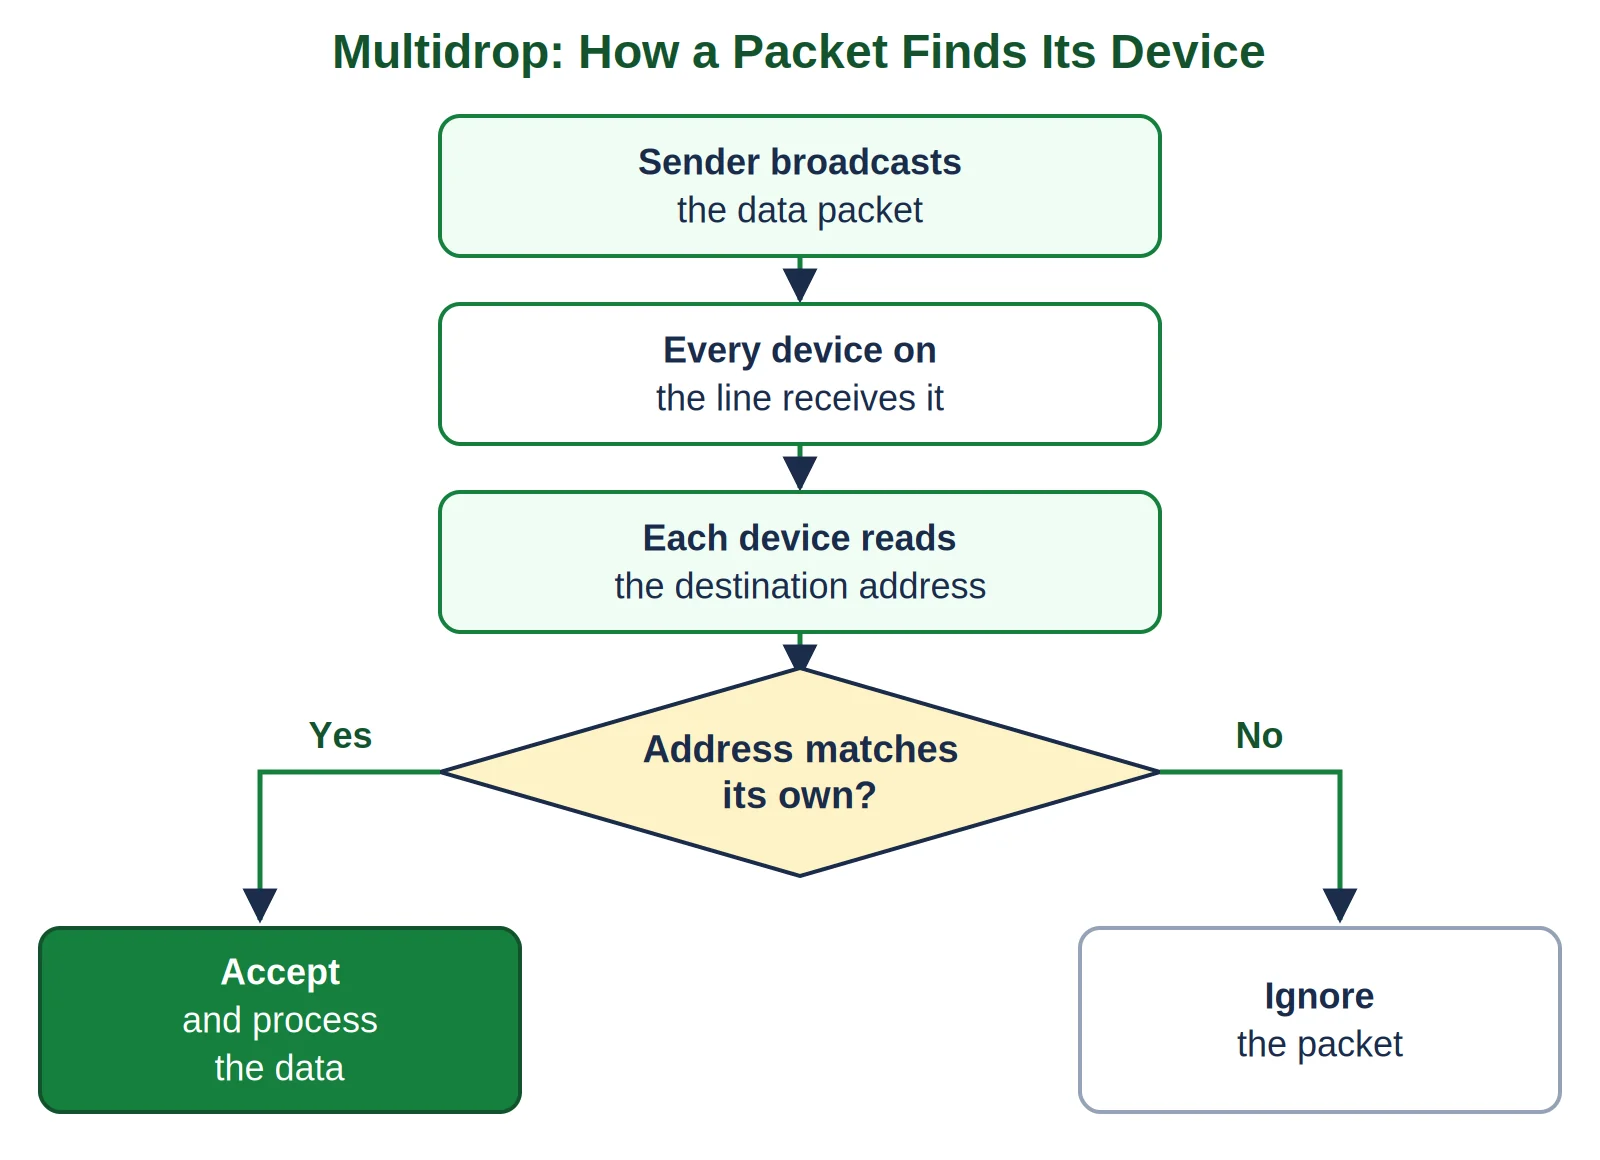 Multidrop: How a Packet Finds Its Device
Sender broadcasts
the data packet
Every device on
the line receives it
Each device reads
the destination address
Address matches
its own?
Yes
No
Accept
and process
the data
Ignore
the packet